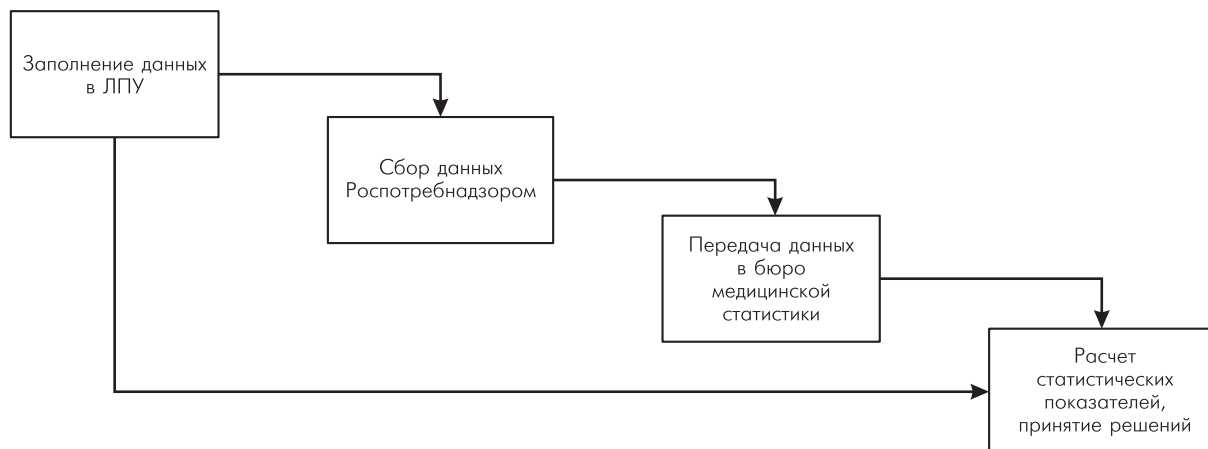 Заполнение данных
в ЛПУ
Сбор данных
Роспотребнадзором
Передача данных
в бюро
медицинской
статистики
Расчет
статистических
показателей,
принятие решений